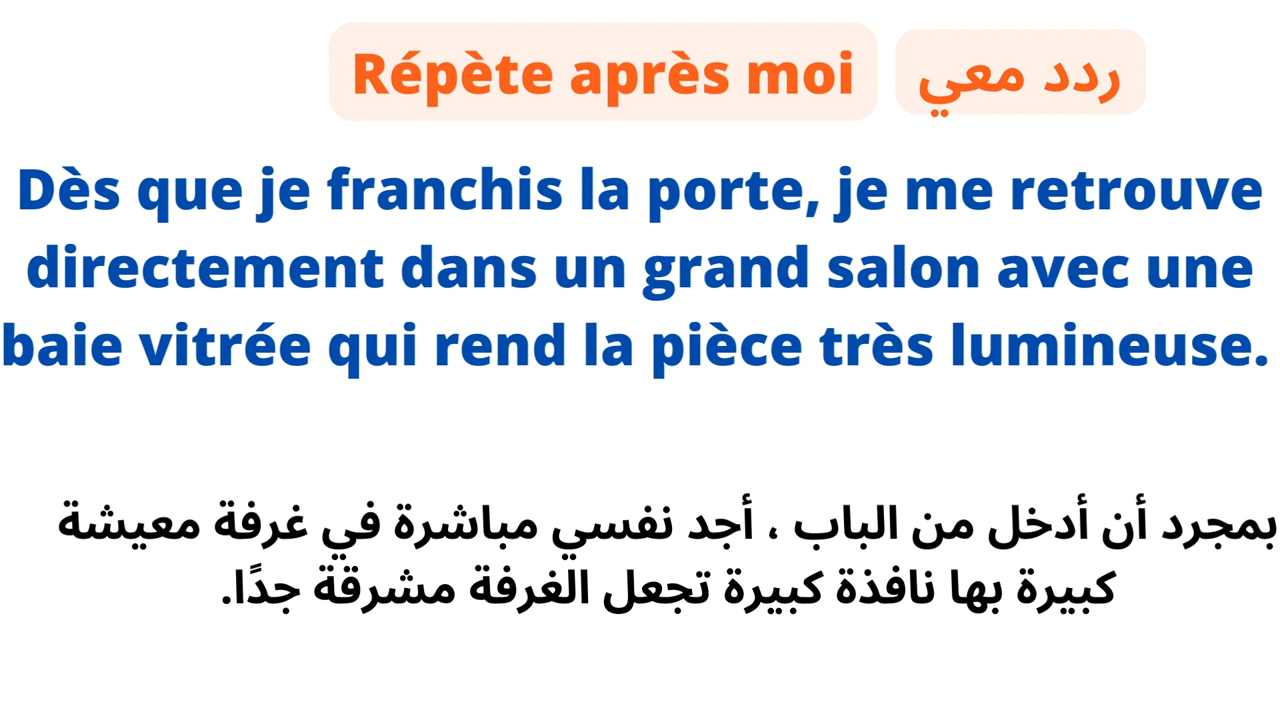 Répète après moi
ردد معي
Dès que je franchis la porte, je me retrouve
directement dans un grand salon avec une
baie vitrée qui rend la pièce très lumineuse.
بمجرد أن أدخل من الباب ، أجد نفسي مباشرة في غرفة معيشة
كبيرة بها نافذة كبيرة تجعل الغرفة مشرقة جدًا.